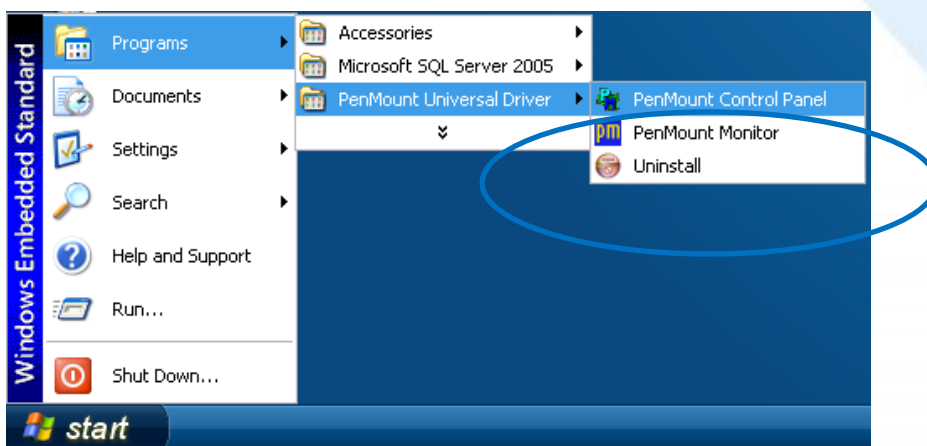 Windows Embedded Standard
Programs
Documents
Settings
Search
Help and Support
Run...
Shut Down...
Accessories
Microsoft SQL Server 2005
PenMount Universal Driver
PenMount Control Panel
pm
PenMount Monitor
Uninstall
start